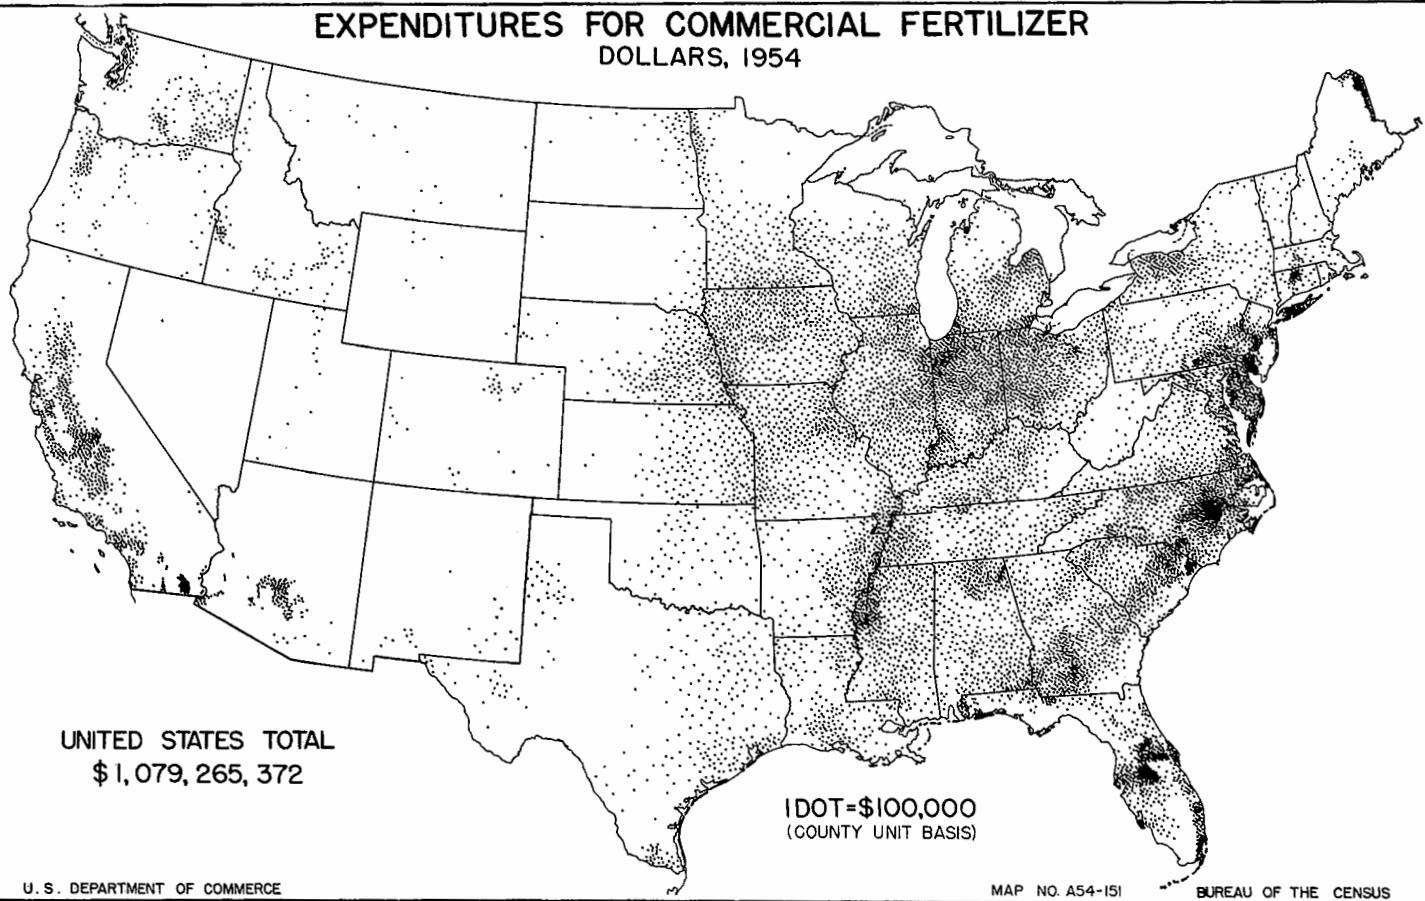 EXPENDITURES FOR COMMERCIAL FERTILIZER
DOLLARS, 1954
UNITED STATES TOTAL
$1,079,265,372
1 DOT=$100,000
(COUNTY UNIT BASIS)
U.S. DEPARTMENT OF COMMERCE
MAP NO. A54-151
BUREAU OF THE CENSUS